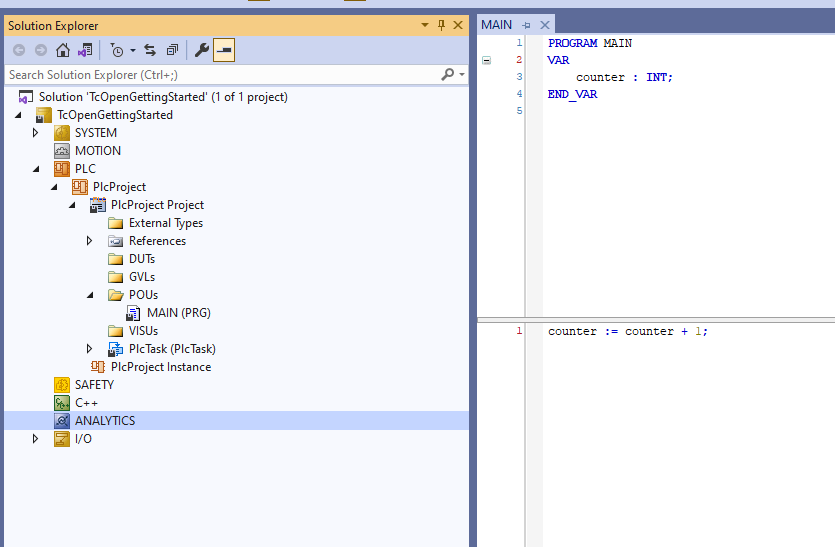 Solution Explorer
Search Solution Explorer (Ctrl+;)
Solution 'TcOpenGettingStarted' (1 of 1 project)
TcOpenGettingStarted
SYSTEM
MOTION
PLC
PlcProject
PlcProject Project
External Types
References
DUTs
GVLs
POUs
MAIN (PRG)
VISUs
PlcTask (PlcTask)
PlcProject Instance
SAFETY
C++
ANALYTICS
I/O
MAIN
1 PROGRAM MAIN
2 VAR
3 counter : INT;
4 END_VAR
5
1 counter := counter + 1;